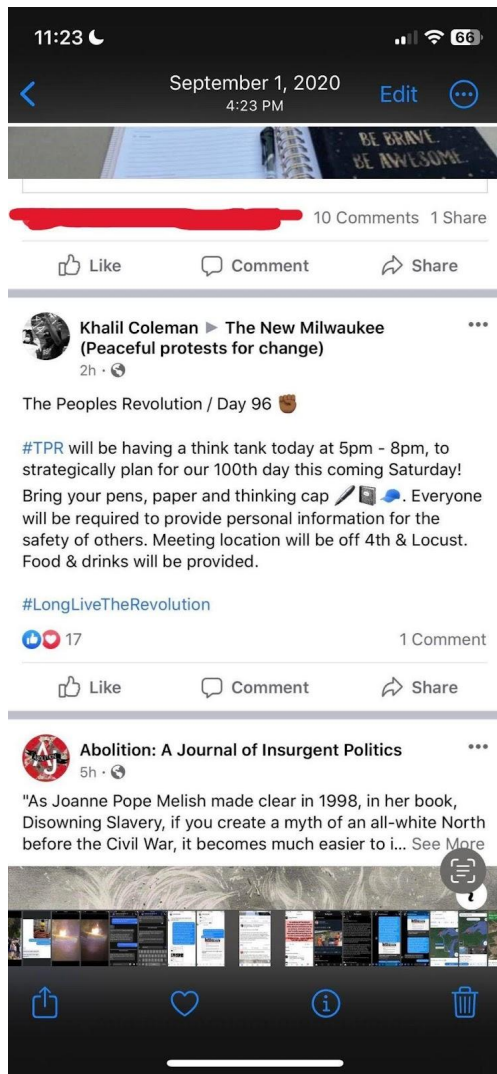 11:23
66
September 1, 2020
4:23 PM
Edit
BE BRAVE.
BE AWESOME.
10 Comments 1 Share
Like Comment Share
Khalil Coleman ▶ The New Milwaukee
(Peaceful protests for change)
2h ·
The Peoples Revolution / Day 96 ✊🏾
#TPR will be having a think tank today at 5pm - 8pm, to
strategically plan for our 100th day this coming Saturday!
Bring your pens, paper and thinking cap 🖊📓🧢. Everyone
will be required to provide personal information for the
safety of others. Meeting location will be off 4th & Locust.
Food & drinks will be provided.
#LongLiveTheRevolution
17 1 Comment
Like Comment Share
Abolition: A Journal of Insurgent Politics
5h ·
"As Joanne Pope Melish made clear in 1998, in her book,
Disowning Slavery, if you create a myth of an all-white North
before the Civil War, it becomes much easier to i... See More